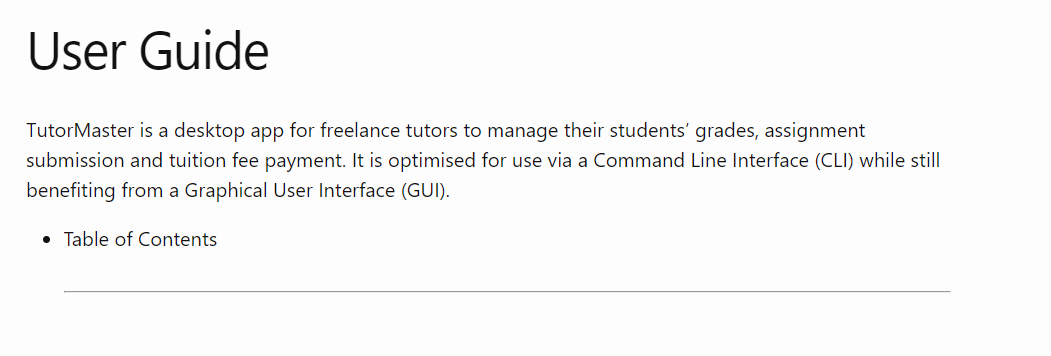 User Guide
TutorMaster is a desktop app for freelance tutors to manage their students’ grades, assignment
submission and tuition fee payment. It is optimised for use via a Command Line Interface (CLI) while still
benefiting from a Graphical User Interface (GUI).
Table of Contents